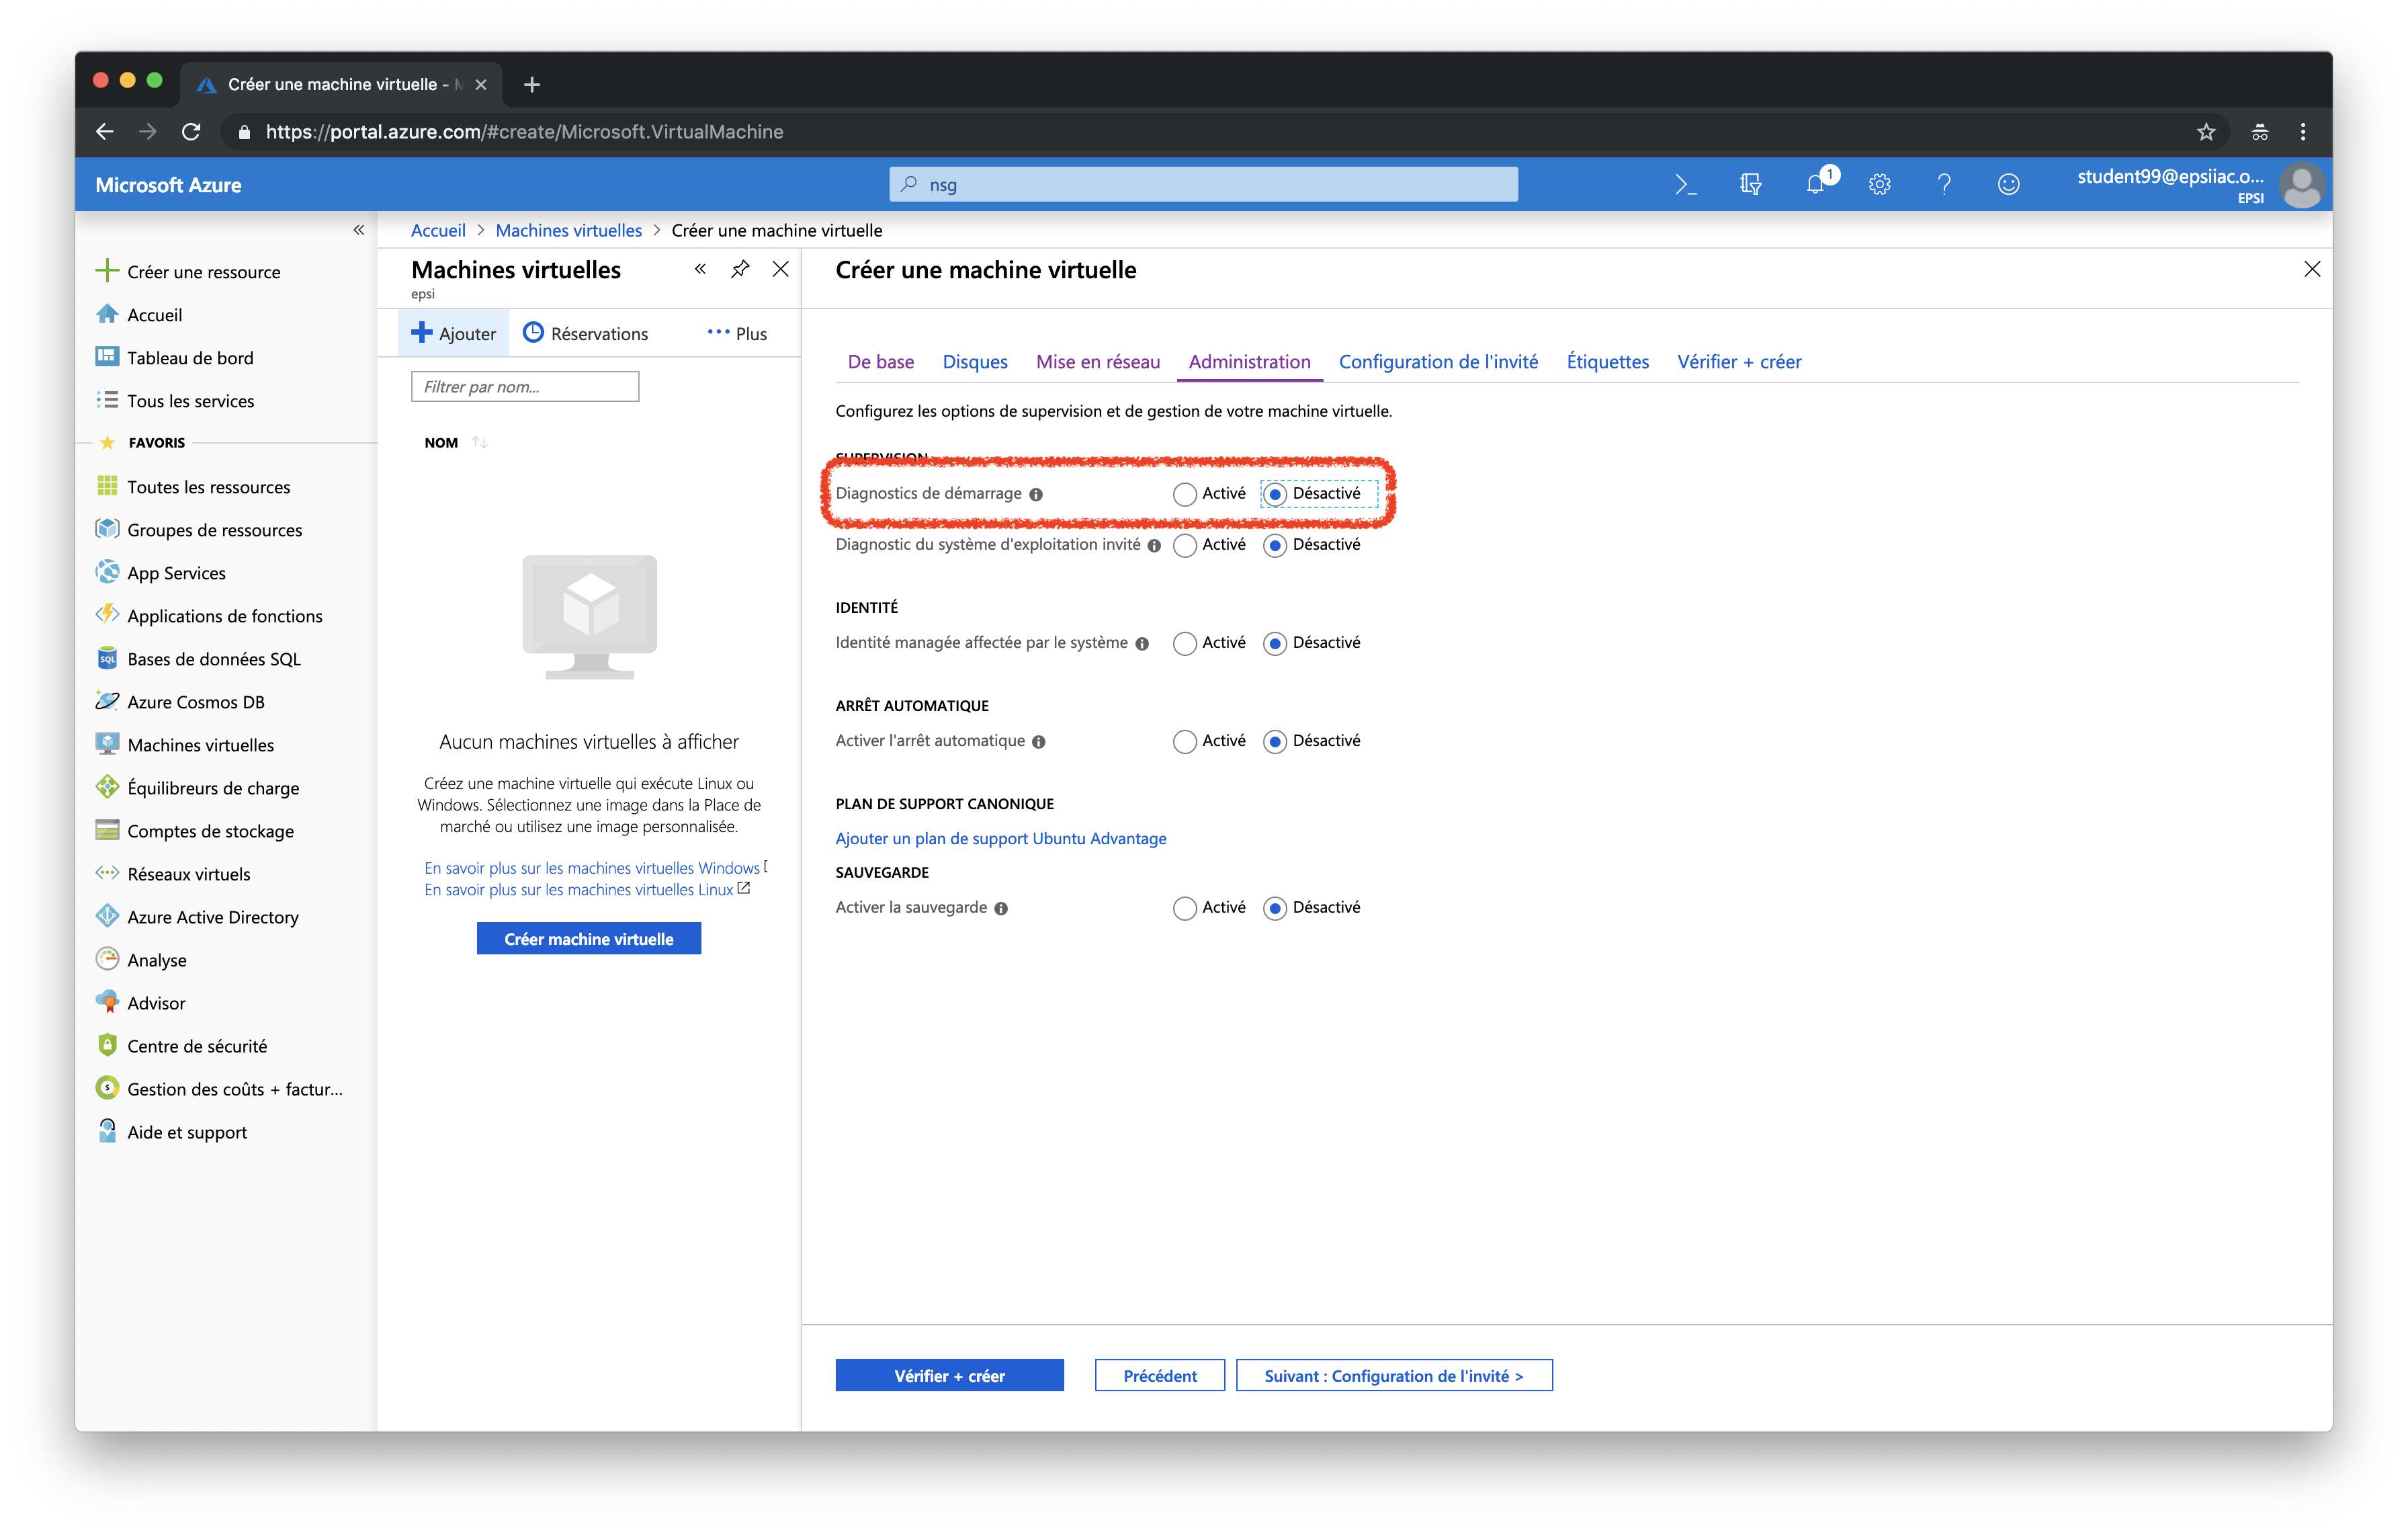 Créer une machine virtuelle - M
https://portal.azure.com/#create/Microsoft.VirtualMachine
Microsoft Azure
nsg
1
student99@epsiiac.o...
EPSI
Accueil > Machines virtuelles > Créer une machine virtuelle
Créer une ressource
Accueil
Tableau de bord
Tous les services
FAVORIS
Toutes les ressources
Groupes de ressources
App Services
Applications de fonctions
SQL
Bases de données SQL
Azure Cosmos DB
Machines virtuelles
Équilibreurs de charge
Comptes de stockage
Réseaux virtuels
Azure Active Directory
Analyse
Advisor
Centre de sécurité
Gestion des coûts + factur...
Aide et support
Machines virtuelles
epsi
Ajouter
Réservations
Plus
Filtrer par nom...
NOM
Aucun machines virtuelles à afficher
Créez une machine virtuelle qui exécute Linux ou
Windows. Sélectionnez une image dans la Place de
marché ou utilisez une image personnalisée.
En savoir plus sur les machines virtuelles Windows
En savoir plus sur les machines virtuelles Linux
Créer machine virtuelle
Créer une machine virtuelle
De base Disques Mise en réseau Administration Configuration de l'invité Étiquettes Vérifier + créer
Configurez les options de supervision et de gestion de votre machine virtuelle.
SUPERVISION
Diagnostics de démarrage Activé Désactivé
Diagnostic du système d'exploitation invité Activé Désactivé
IDENTITÉ
Identité managée affectée par le système Activé Désactivé
ARRÊT AUTOMATIQUE
Activer l'arrêt automatique Activé Désactivé
PLAN DE SUPPORT CANONIQUE
Ajouter un plan de support Ubuntu Advantage
SAUVEGARDE
Activer la sauvegarde Activé Désactivé
Vérifier + créer
Précédent
Suivant : Configuration de l'invité >